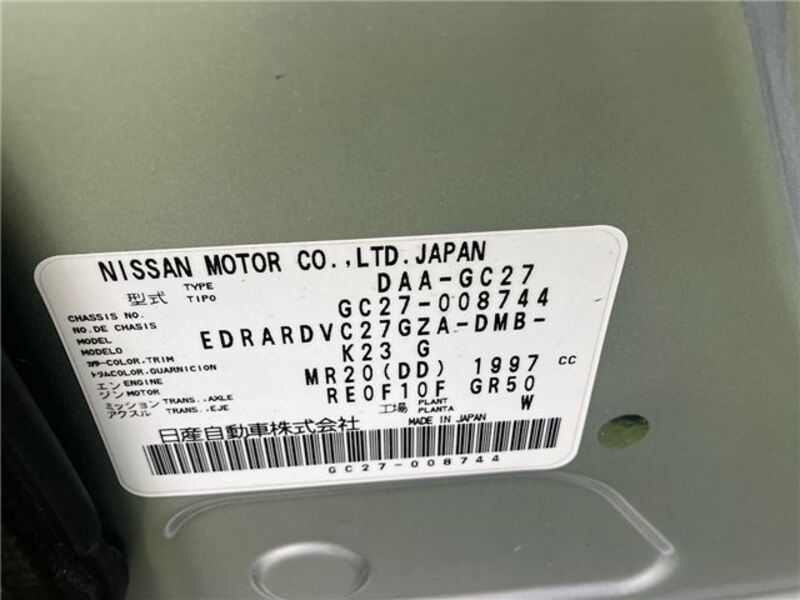 NISSAN MOTOR CO.,LTD.JAPAN
型式 TYPE TIPO DAA-GC27
CHASSIS NO. NO.DE CHASIS GC27-008744
MODEL MODELO EDRARDVC27GZA-DMB-
カラー COLOR,TRIM トリム COLOR,GUARNICION K23 G
エンジン ENGINE MOTOR MR20(DD) 1997 CC
ミッション TRANS.,AXLE アクスル TRANS.,EJE RE0F10F GR50
工場 PLANT PLANTA W
日産自動車株式会社 MADE IN JAPAN
GC27-008744